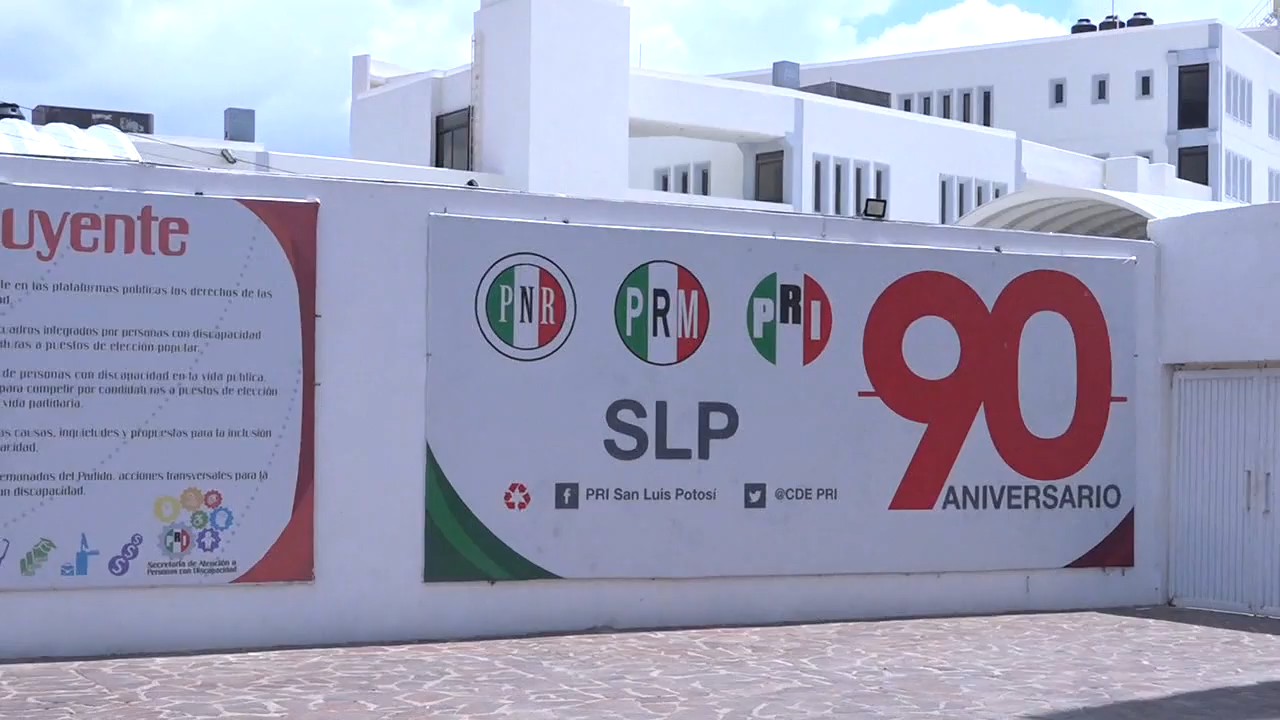 uyente
en las plataformas políticas los derechos de las
cuadros integrados por personas con discapacidad
a puestos de elección popular.
de personas con discapacidad en la vida pública.
para competir por candidaturas a puestos de elección
vida partidaria.
causas, inquietudes y propuestas para la inclusión
emanados del Partido, acciones transversales para la
discapacidad.
PRI
Secretaría de Atención a
Personas con Discapacidad
PNR
PRM
PRI
90
SLP
ANIVERSARIO
PRI San Luis Potosí
@CDE PRI